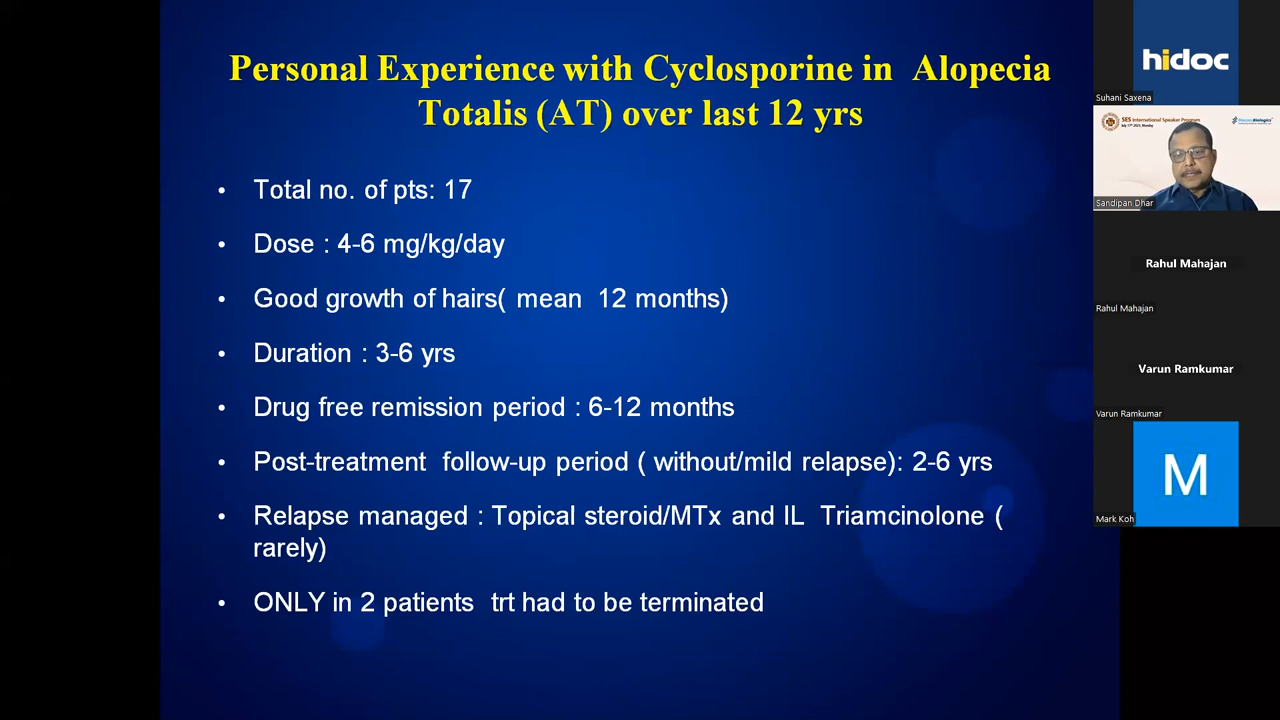 Personal Experience with Cyclosporine in Alopecia
Totalis (AT) over last 12 yrs
• Total no. of pts: 17
• Dose : 4-6 mg/kg/day
• Good growth of hairs( mean 12 months)
• Duration : 3-6 yrs
• Drug free remission period : 6-12 months
• Post-treatment follow-up period ( without/mild relapse): 2-6 yrs
• Relapse managed : Topical steroid/MTx and IL Triamcinolone (
rarely)
• ONLY in 2 patients trt had to be terminated
hidoc
Suhani Saxena
SES International Speaker Program
Sandipan Dhar
Rahul Mahajan
Rahul Mahajan
Varun Ramkumar
Varun Ramkumar
M
Mark Koh